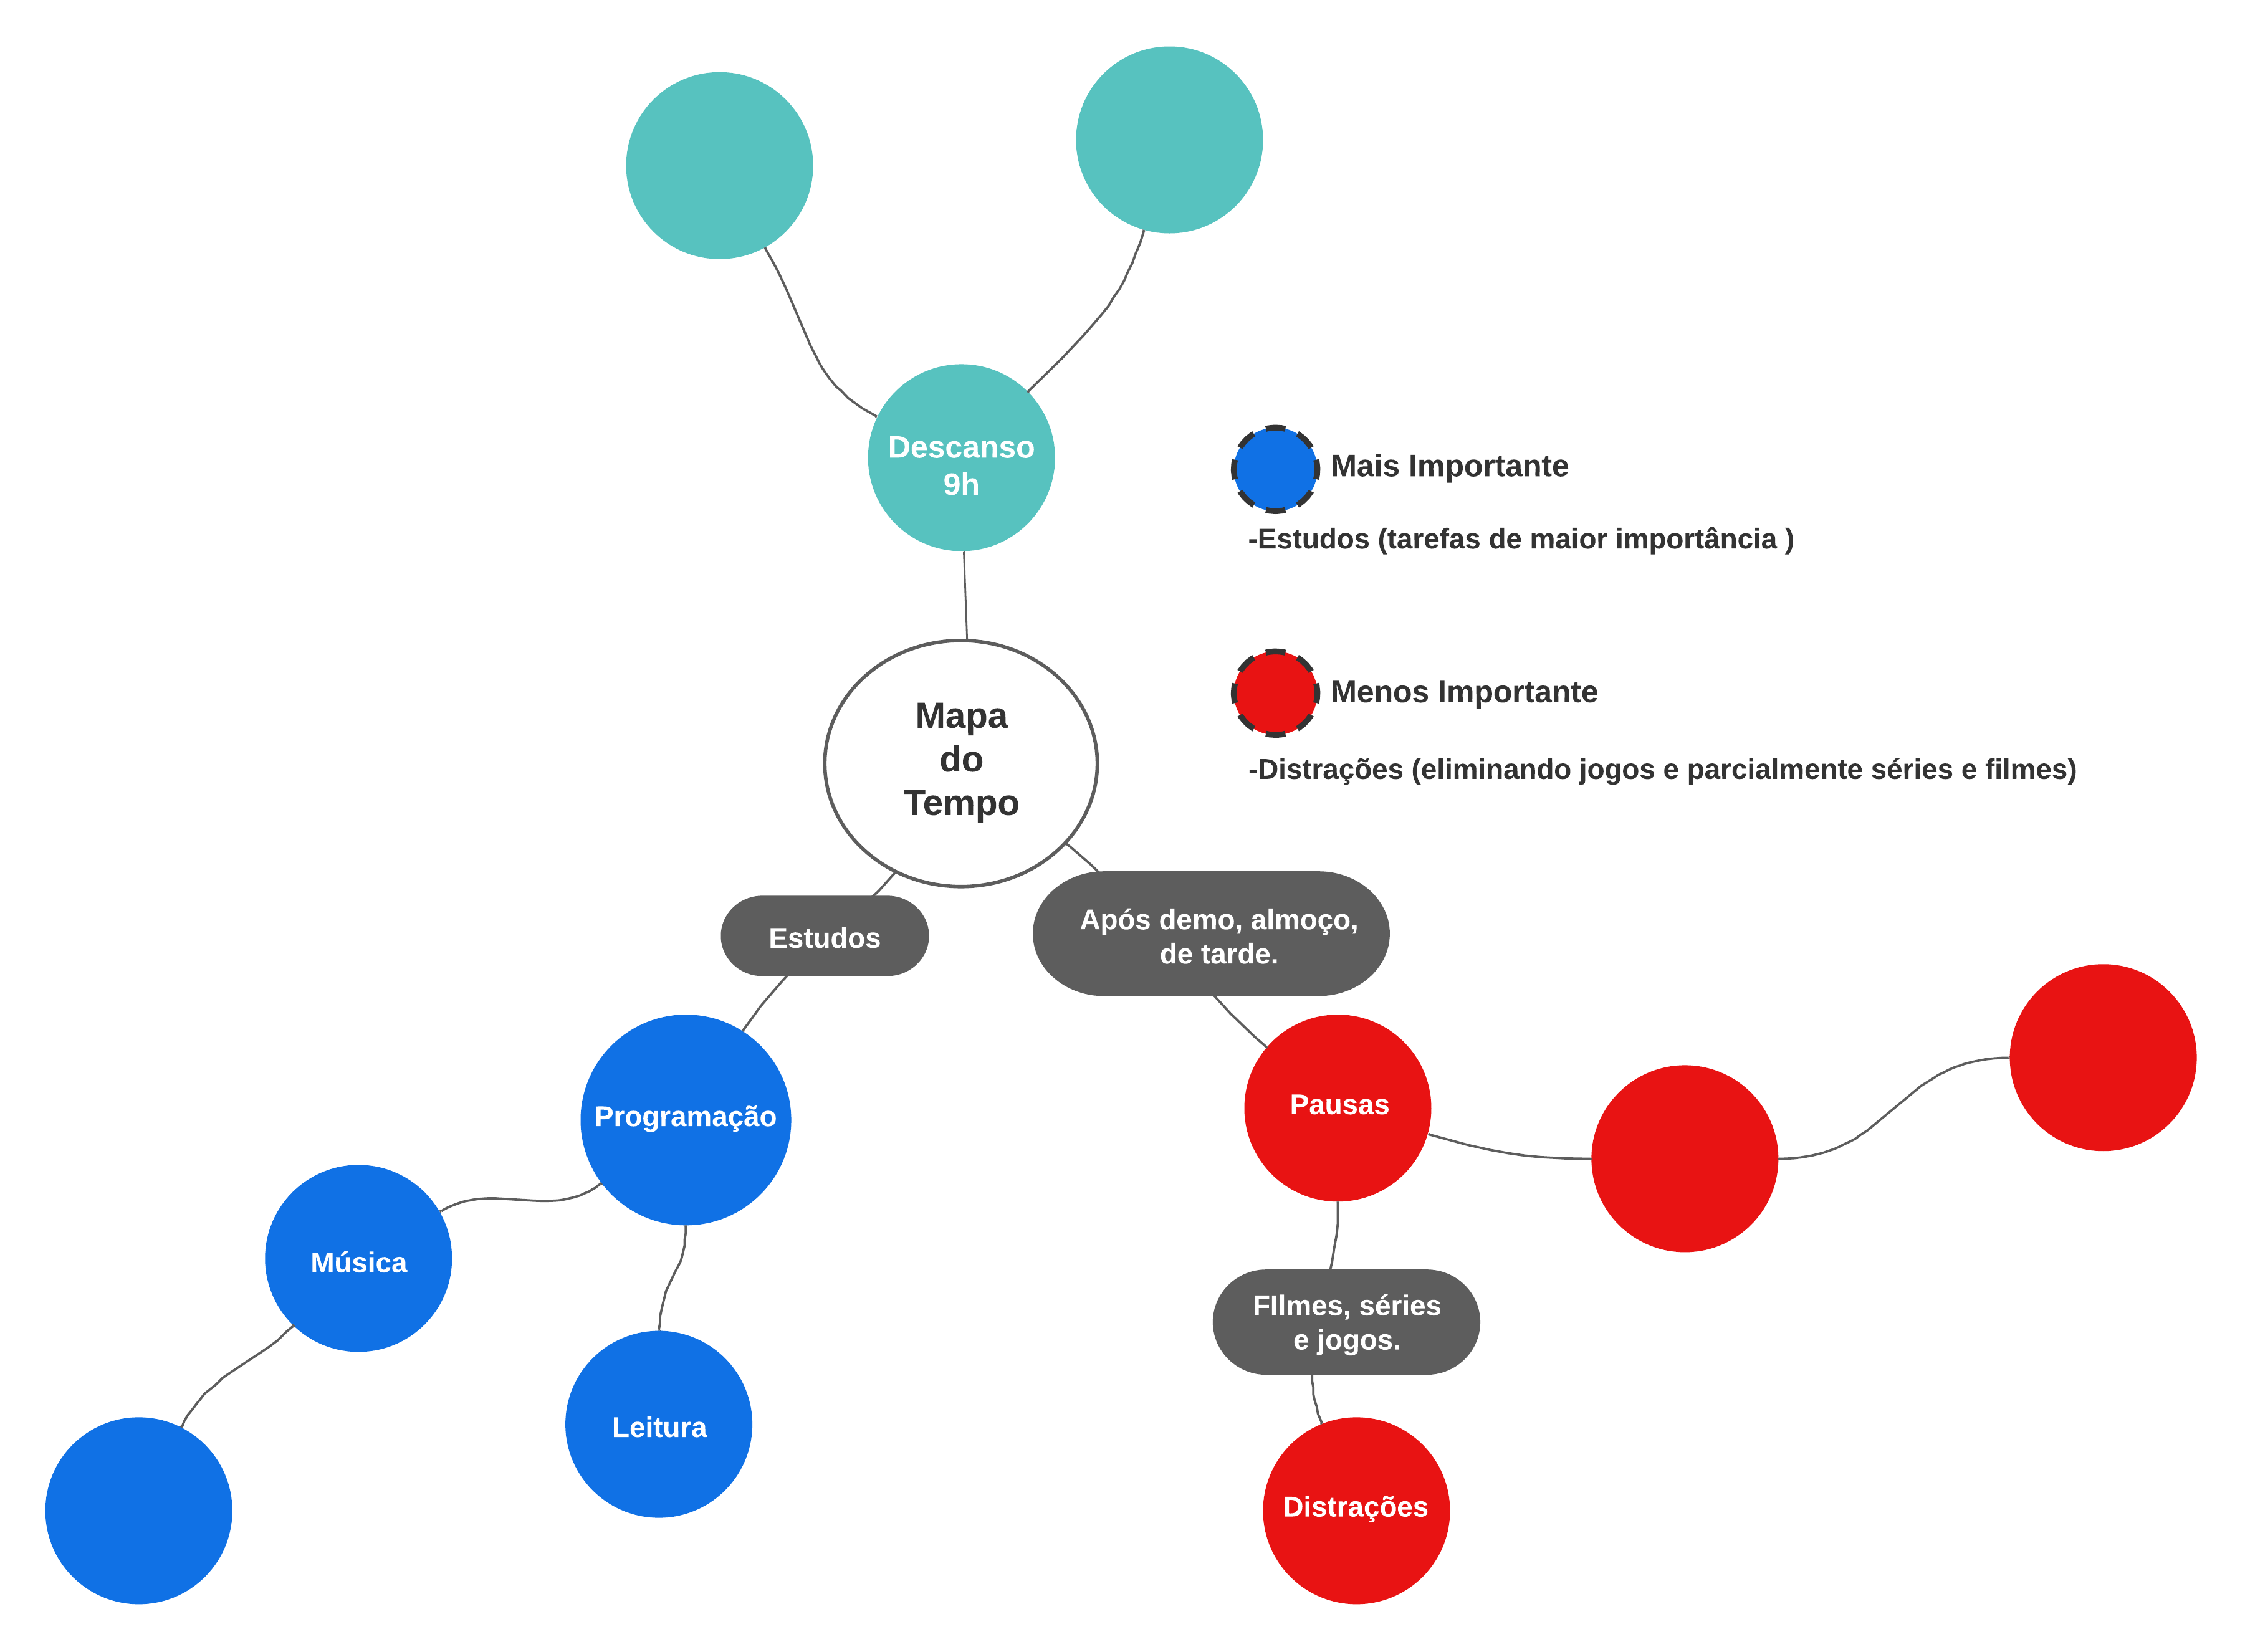 Descanso
9h
Mais Importante
-Estudos (tarefas de maior importância )
Menos Importante
-Distrações (eliminando jogos e parcialmente séries e filmes)
Mapa
do
Tempo
Estudos
Após demo, almoço,
de tarde.
Programação
Pausas
Música
Leitura
FIlmes, séries
e jogos.
Distrações